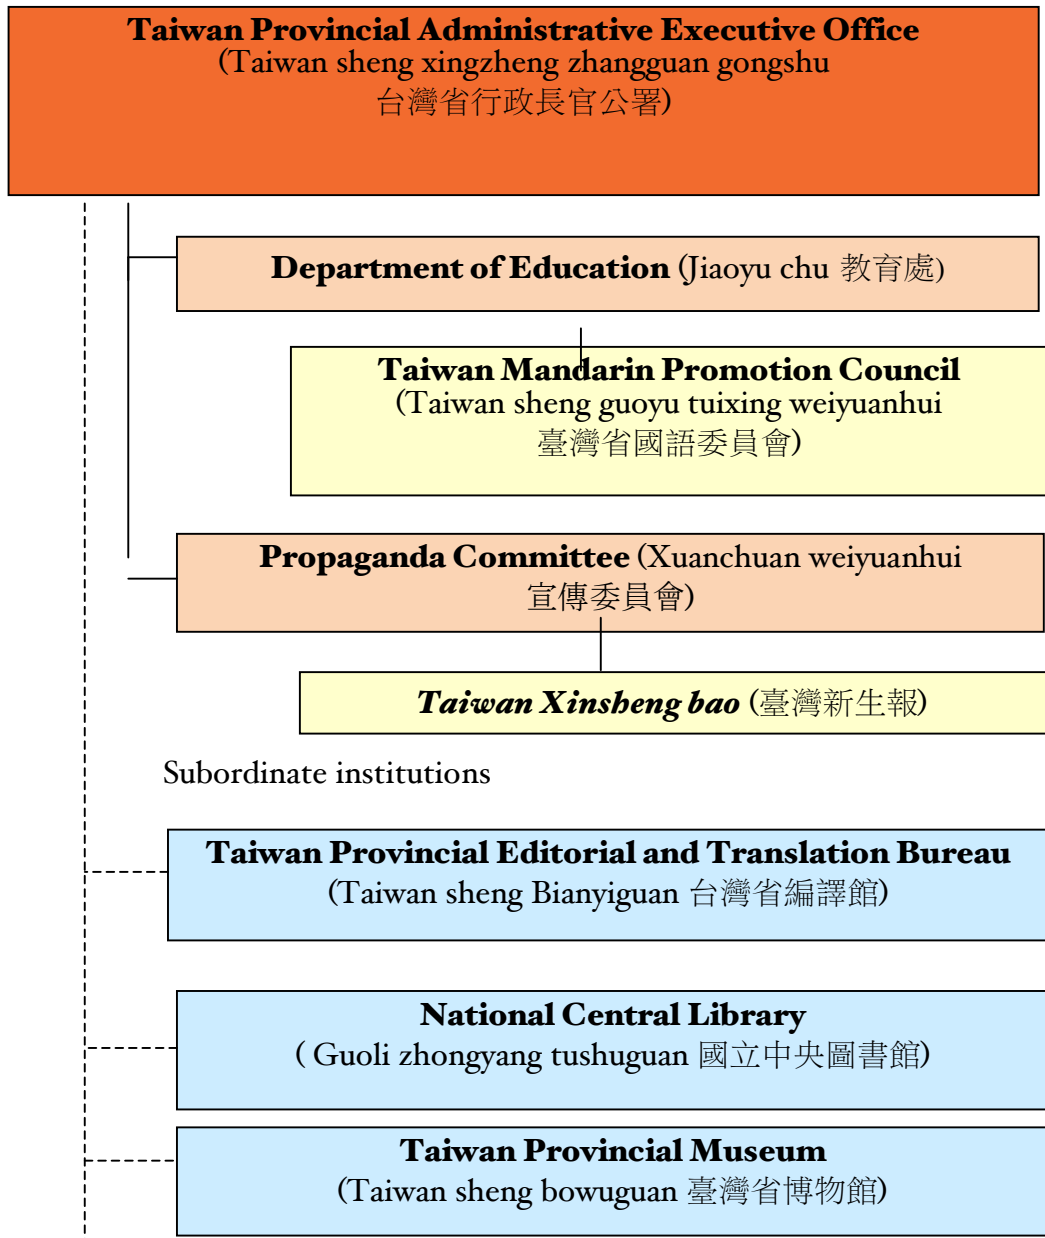 Taiwan Provincial Administrative Executive Office
(Taiwan sheng xingzheng zhangguan gongshu
台灣省行政長官公署)
Department of Education (Jiaoyu chu 教育處)
Taiwan Mandarin Promotion Council
(Taiwan sheng guoyu tuixing weiyuanhui
臺灣省國語委員會)
Propaganda Committee (Xuanchuan weiyuanhui
宣傳委員會)
Taiwan Xinsheng bao (臺灣新生報)
Subordinate institutions
Taiwan Provincial Editorial and Translation Bureau
(Taiwan sheng Bianyiguan 台灣省編譯館)
National Central Library
( Guoli zhongyang tushuguan 國立中央圖書館)
Taiwan Provincial Museum
(Taiwan sheng bowuguan 臺灣省博物館)